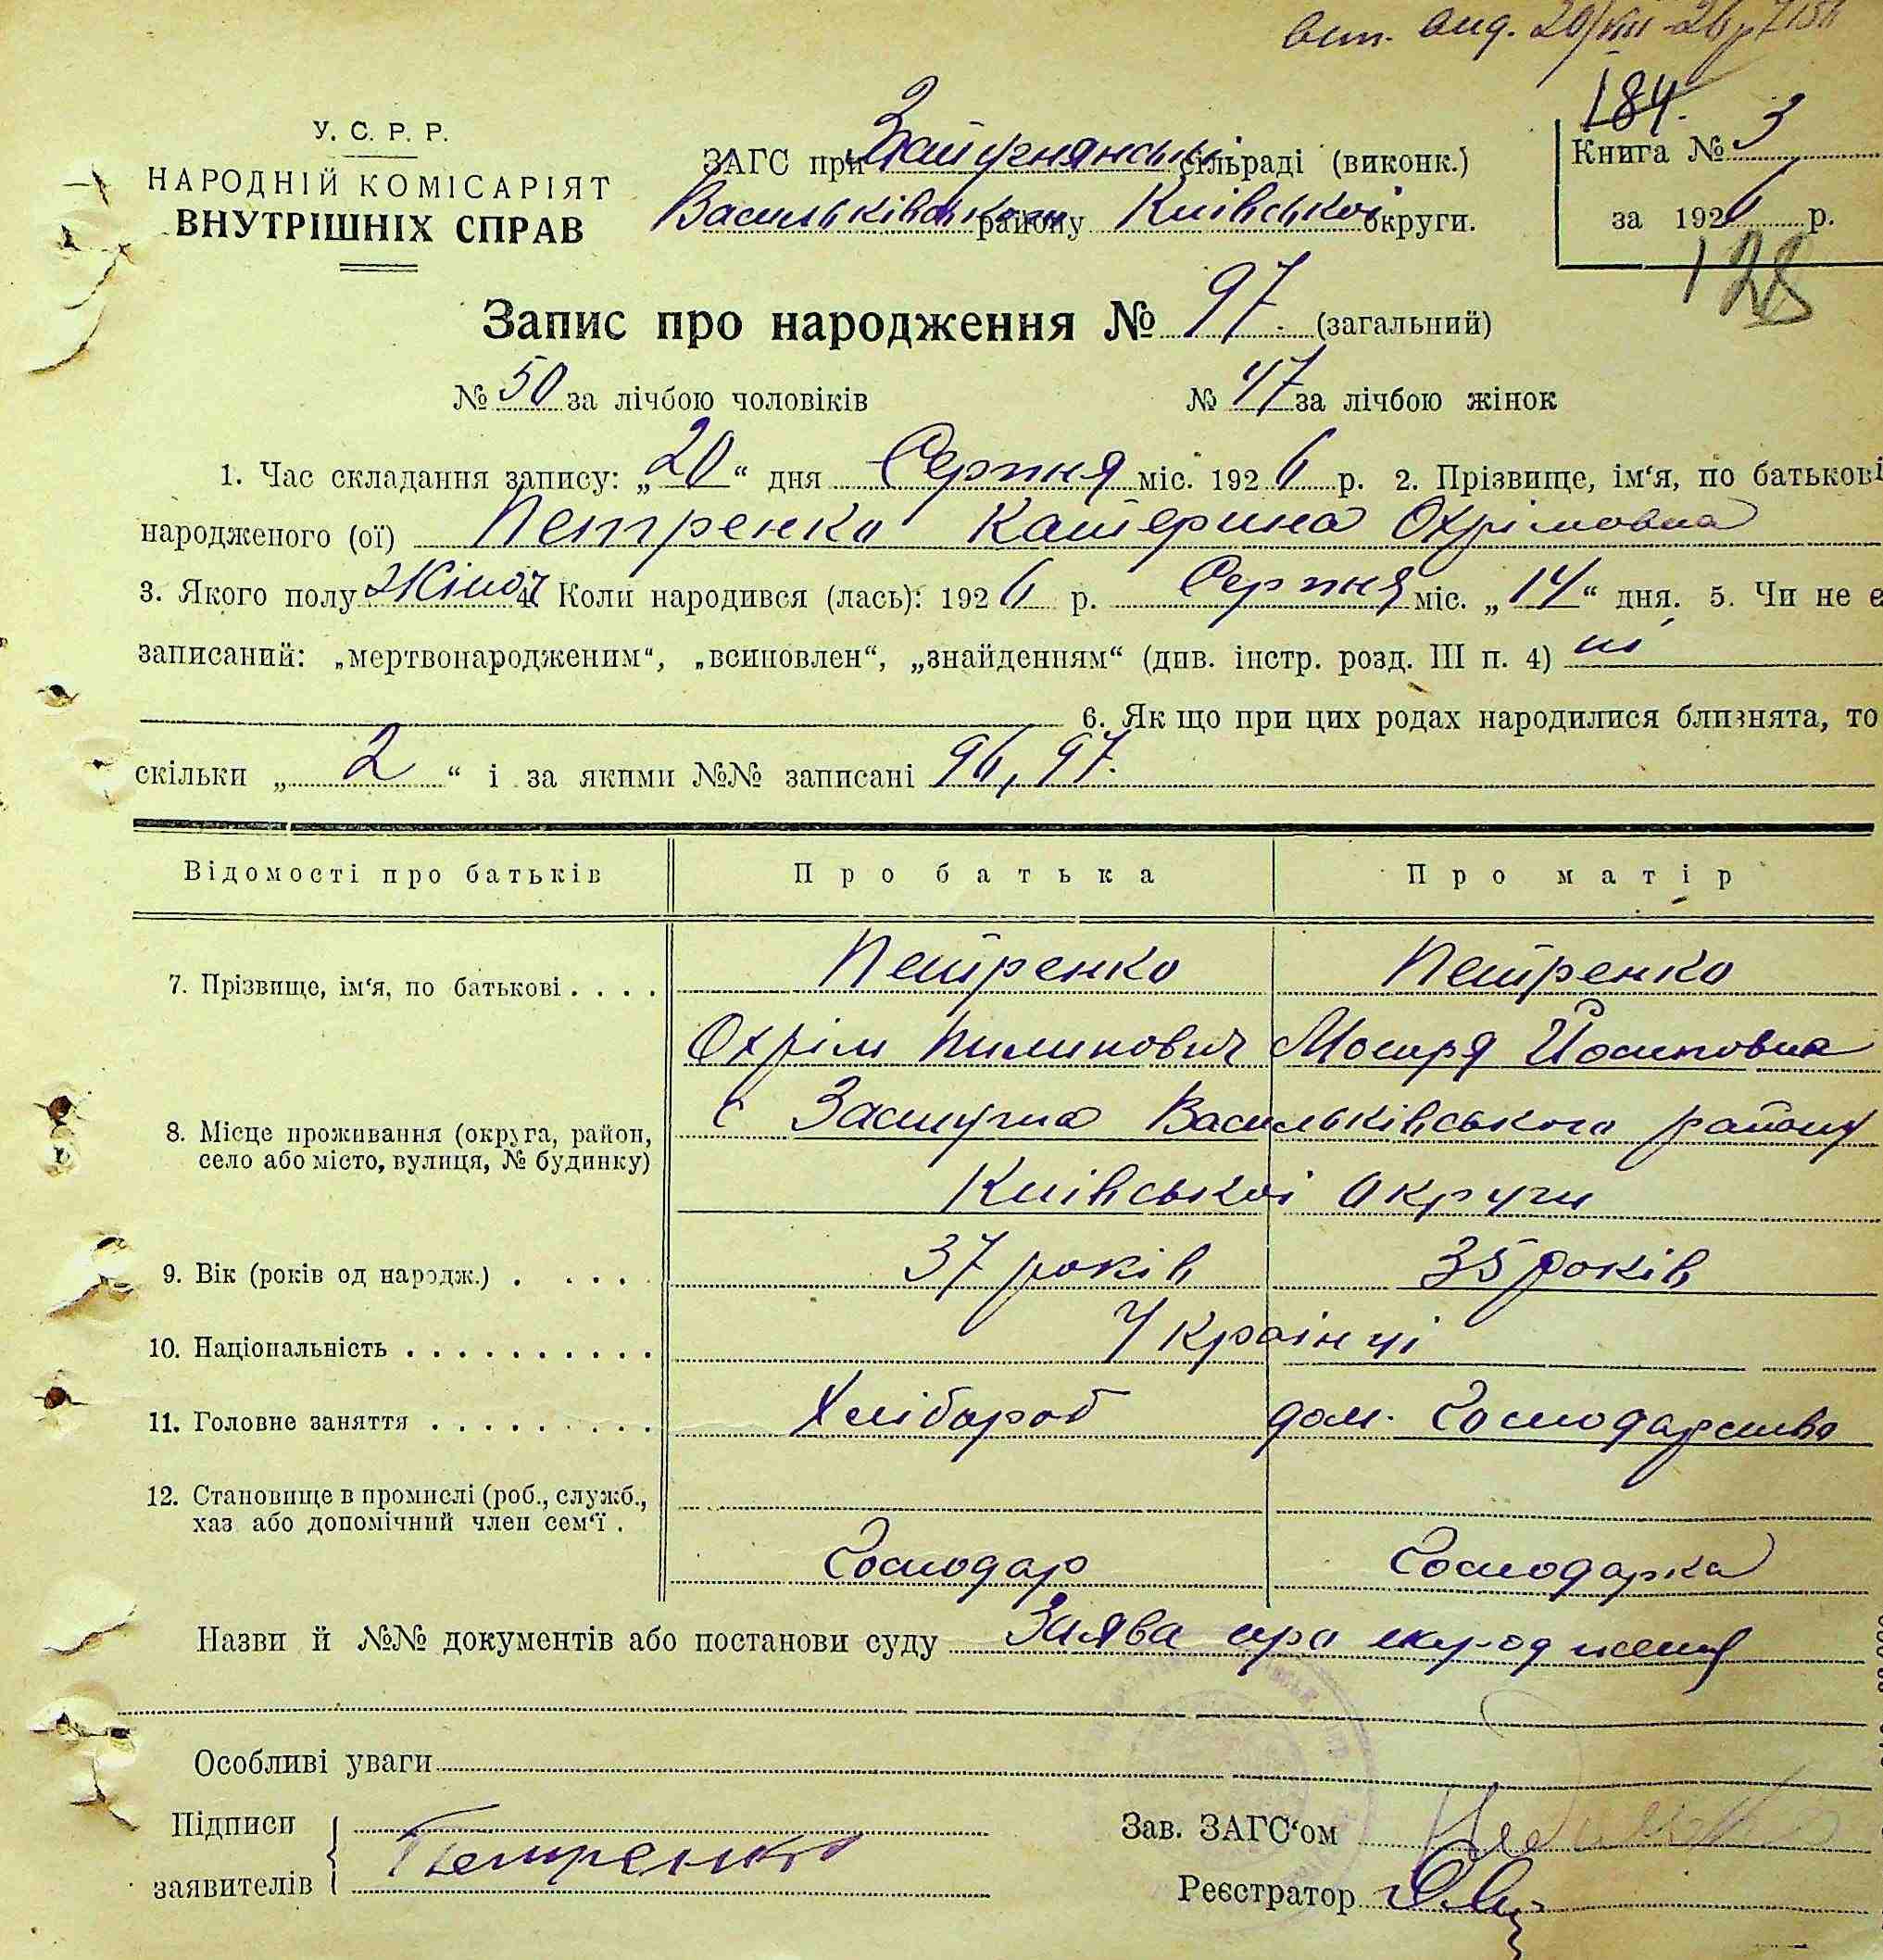 вип. вид. 20/VIII-26 р
184.
У. С. Р. Р.
НАРОДНІЙ КОМІСАРІЯТ
ВНУТРІШНІХ СПРАВ
ЗАГС при сільраді (виконк.)
Васильківськ району Київської округи.
Книга № 3
за 1926 р.
128
Запис про народження № 97. (загальний)
№ 50 за лічбою чоловіків № 47 за лічбою жінок
1. Час складання запису: „20“ дня Серпня міс. 1926 р. 2. Прізвище, ім‘я, по батькові
народженого (ої) Петренко Катерина Охрімовна
3. Якого полу Жіноч 4. Коли народився (лась): 1926 р. Серпня міс. „14“ дня. 5. Чи не є
записаний: „мертвонародженим“, „всиновлен“, „знайденням“ (див. інстр. розд. III п. 4) ні
6. Як що при цих родах народилися близнята, то
скільки „2“ і за якими №№ записані 96, 97.
Відомості про батьків Про батька Про матір
7. Прізвище, ім‘я, по батькові . . . . Петренко Петренко
Охрім Пилипович Мотря Йосиповна
8. Місце проживання (округа, район, село або місто, вулиця, № будинку) с Застугна Васильківського району
Київської округи
9. Вік (років од народж.) . . . . . 37 років 35 років
10. Національність . . . . . . . . . . Українці
11. Головне заняття . . . . . . . . . Хлібороб дом. Господарство
12. Становище в промислі (роб., служб.,
хаз або допомічний член сем‘ї .
Господар Господарка
Назви й №№ документів або постанови суду Заява про
Особливі уваги
Підписи
заявителів Петренко
Зав. ЗАГС‘ом
Реєстратор